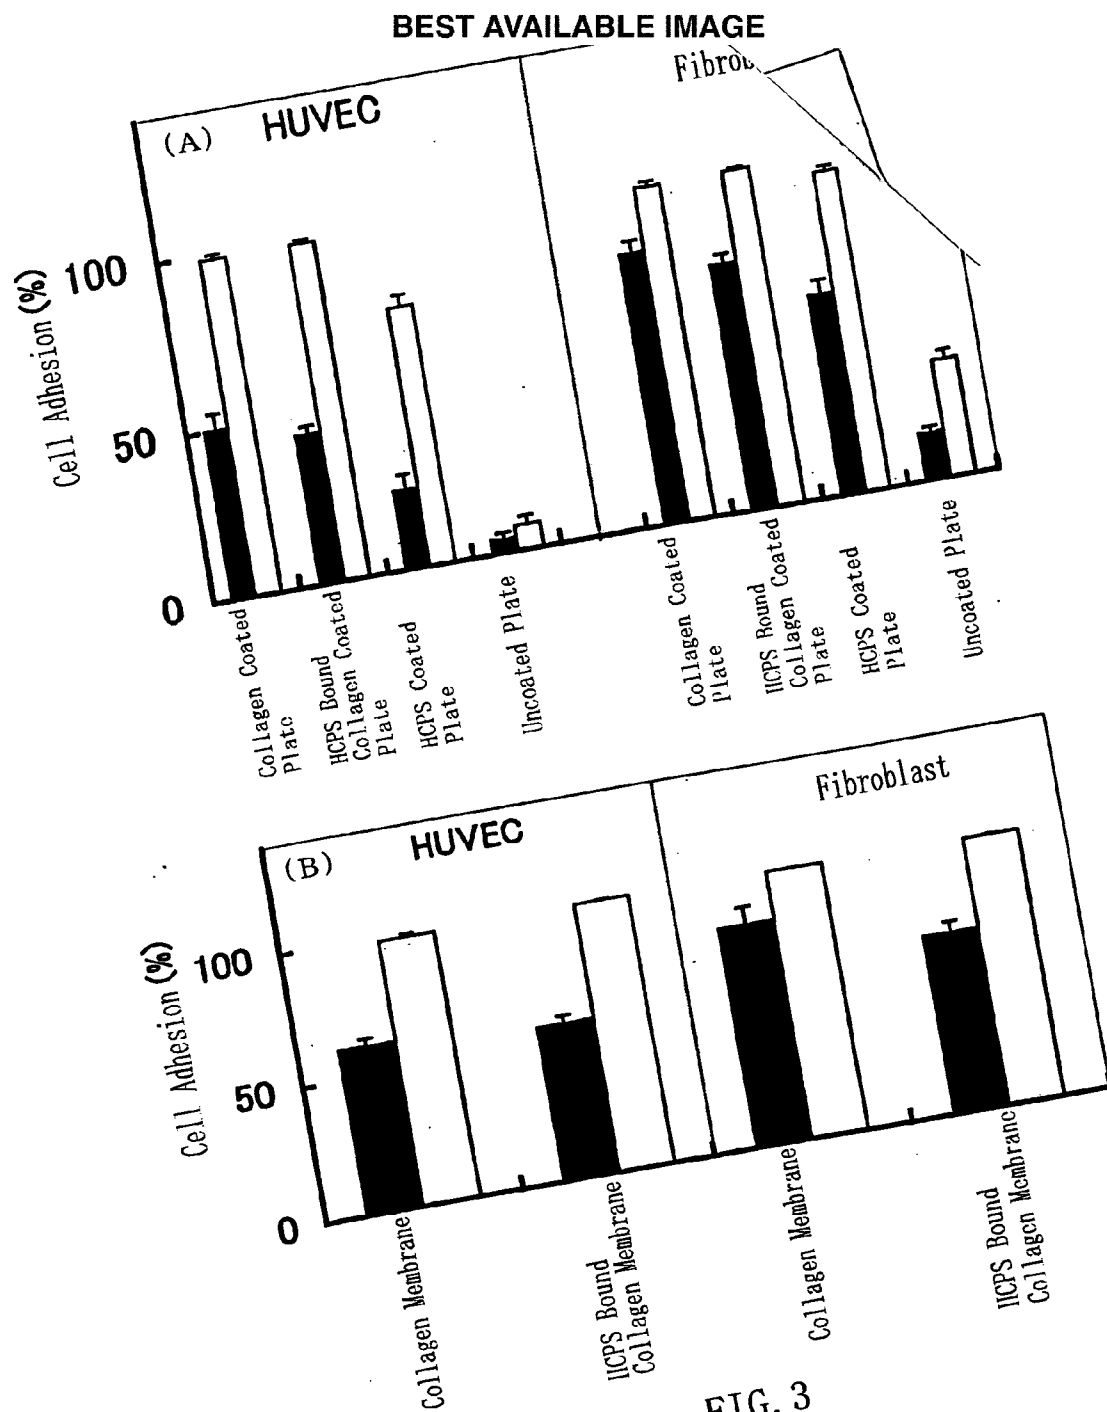 BEST AVAILABLE IMAGE
(A)
HUVEC
Cell Adhesion (%)
100
50
0
Collagen Coated
Plate
HCPS Bound
Collagen Coated
Plate
HCPS Coated
Plate
Uncoated Plate
Collagen Coated
Plate
HCPS Bound
Collagen Coated
Plate
HCPS Coated
Plate
Uncoated Plate
(B)
HUVEC
Fibroblast
Cell Adhesion (%)
100
50
0
Collagen Membrane
HCPS Bound
Collagen Membrane
Collagen Membrane
HCPS Bound
Collagen Membrane
FIG. 3